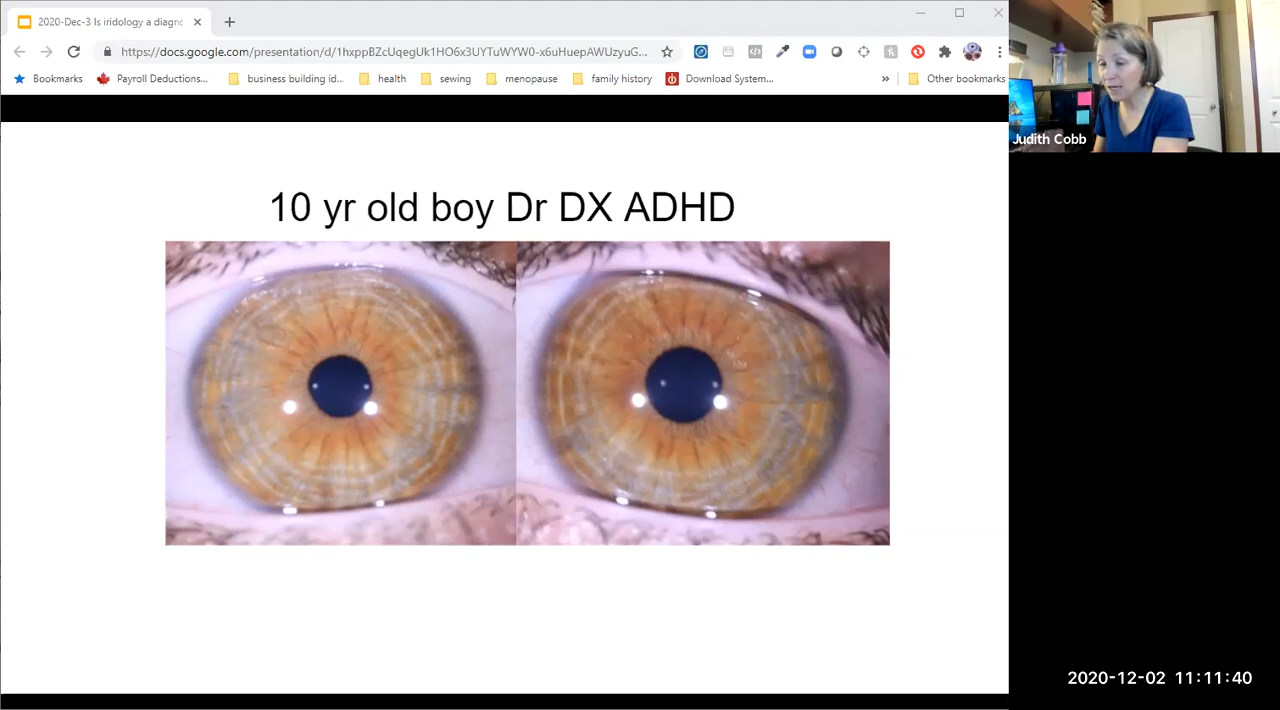 2020-Dec-3 Is iridology a diagno
https://docs.google.com/presentation/d/1hxppBZcUqegUk1HO6x3UYTuWYW0-x6uHuepAWUzyuG...
Bookmarks Payroll Deductions... business building id... health sewing menopause family history Download System... » Other bookmarks
Judith Cobb
10 yr old boy Dr DX ADHD
2020-12-02 11:11:40